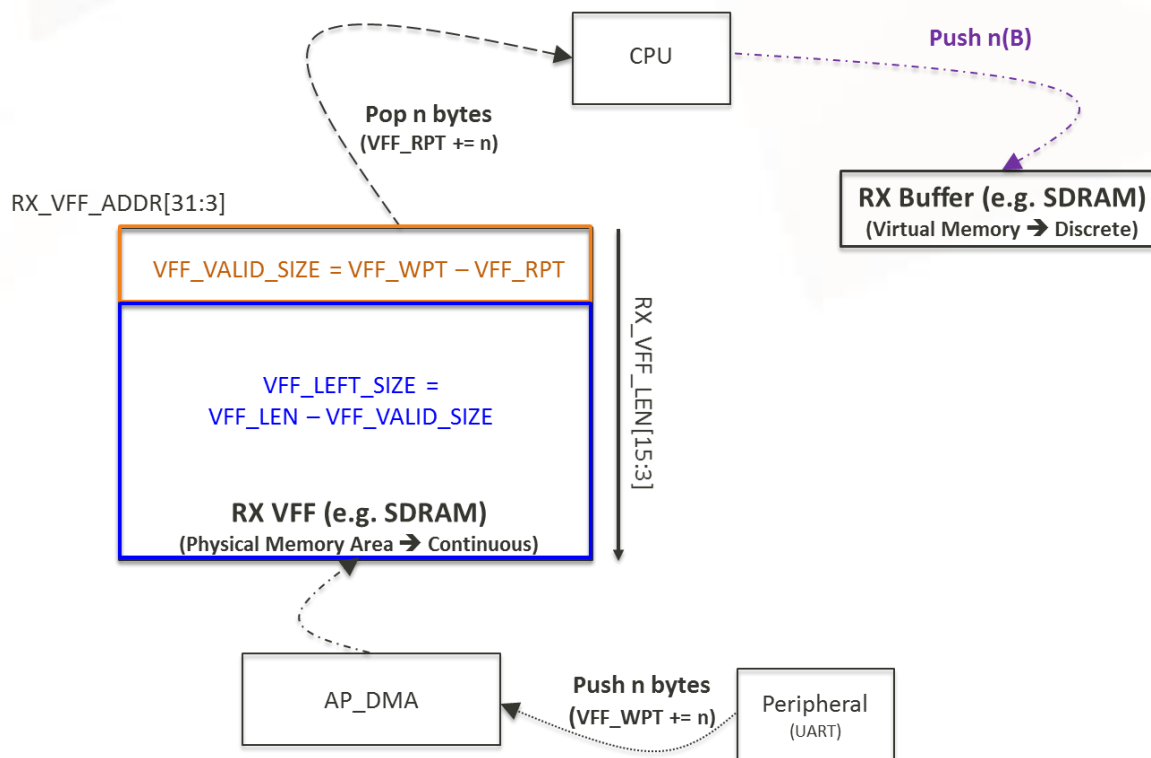 CPU
Push n(B)
Pop n bytes
(VFF_RPT += n)
RX_VFF_ADDR[31:3]
RX Buffer (e.g. SDRAM)
(Virtual Memory ➔ Discrete)
VFF_VALID_SIZE = VFF_WPT – VFF_RPT
RX_VFF_LEN[15:3]
VFF_LEFT_SIZE =
VFF_LEN – VFF_VALID_SIZE
RX VFF (e.g. SDRAM)
(Physical Memory Area ➔ Continuous)
AP_DMA
Push n bytes
(VFF_WPT += n)
Peripheral
(UART)